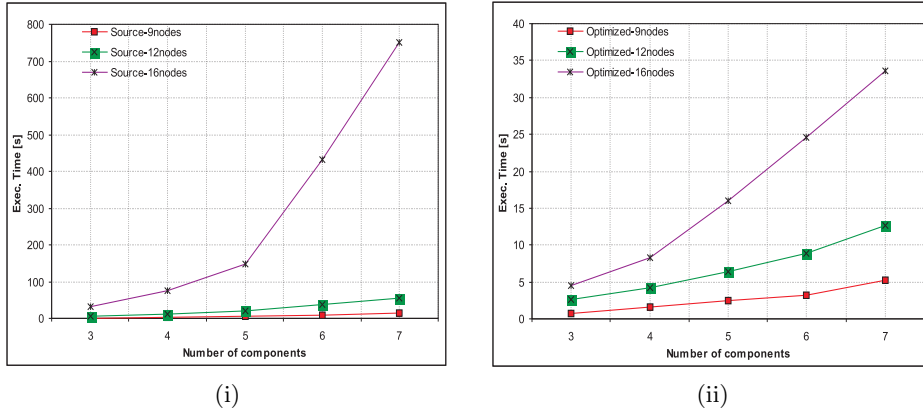 800
700
600
500
400
300
200
100
0
Exec. Time [s]
Source-9nodes
Source-12nodes
Source-16nodes
3 4 5 6 7
Number of components
(i)
40
35
30
25
20
15
10
5
0
Exec. Time [s]
Optimized-9nodes
Optimized-12nodes
Optimized-16nodes
3 4 5 6 7
Number of components
(ii)